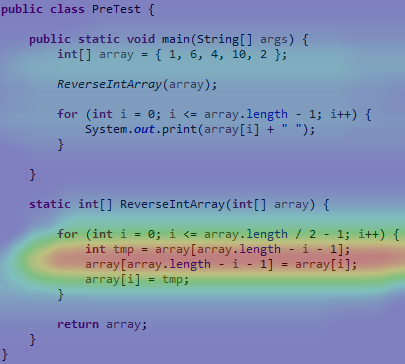 public class PreTest {
public static void main(String[] args) {
int[] array = { 1, 6, 4, 10, 2 };
ReverseIntArray(array);
for (int i = 0; i <= array.length - 1; i++) {
System.out.print(array[i] + " ");
}
}
static int[] ReverseIntArray(int[] array) {
for (int i = 0; i <= array.length / 2 - 1; i++) {
int tmp = array[array.length - i - 1];
array[array.length - i - 1] = array[i];
array[i] = tmp;
}
return array;
}
}